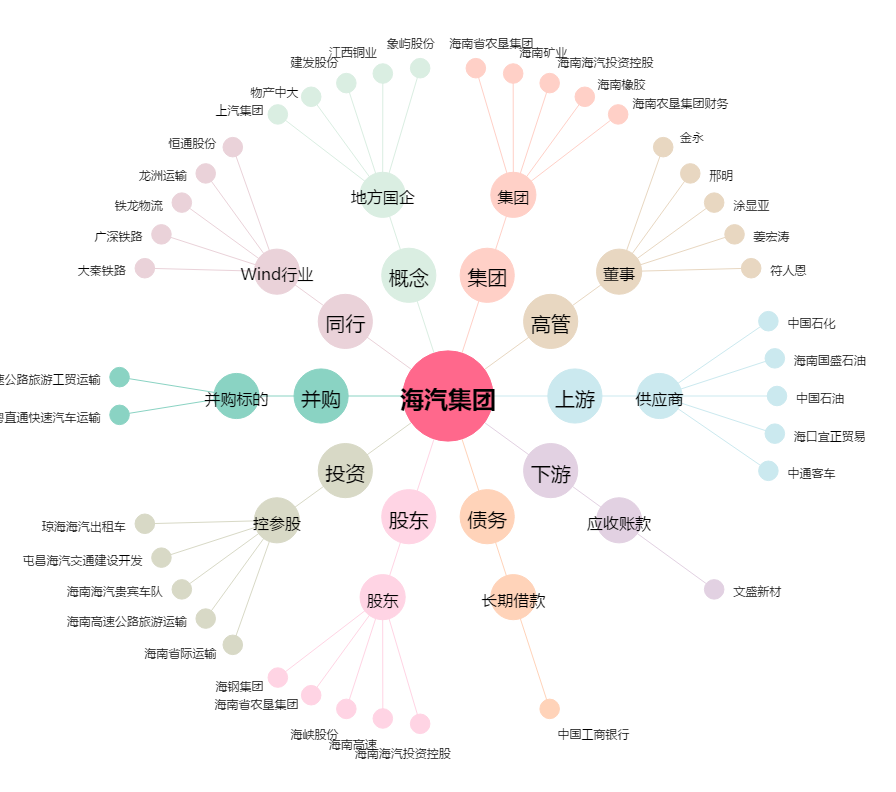 象屿股份
海南省农垦集团
江西铜业
海南矿业
建发股份
海南海汽投资控股
物产中大
海南橡胶
上汽集团
海南农垦集团财务
恒通股份
金永
龙洲运输
邢明
地方国企
集团
铁龙物流
涂显亚
广深铁路
姜宏涛
大秦铁路
Wind行业
概念
集团
董事
符人恩
同行
高管
中国石化
海南国盛石油
速公路旅游工贸运输
并购标的
并购
海汽集团
上游
供应商
中国石油
直通快速汽车运输
海口宜正贸易
投资
下游
中通客车
琼海海汽出租车
控参股
股东
债务
应收账款
屯昌海汽交通建设开发
海南海汽贵宾车队
文盛新材
股东
长期借款
海南高速公路旅游运输
海南省际运输
海钢集团
海南省农垦集团
海峡股份
中国工商银行
海南高速
海南海汽投资控股